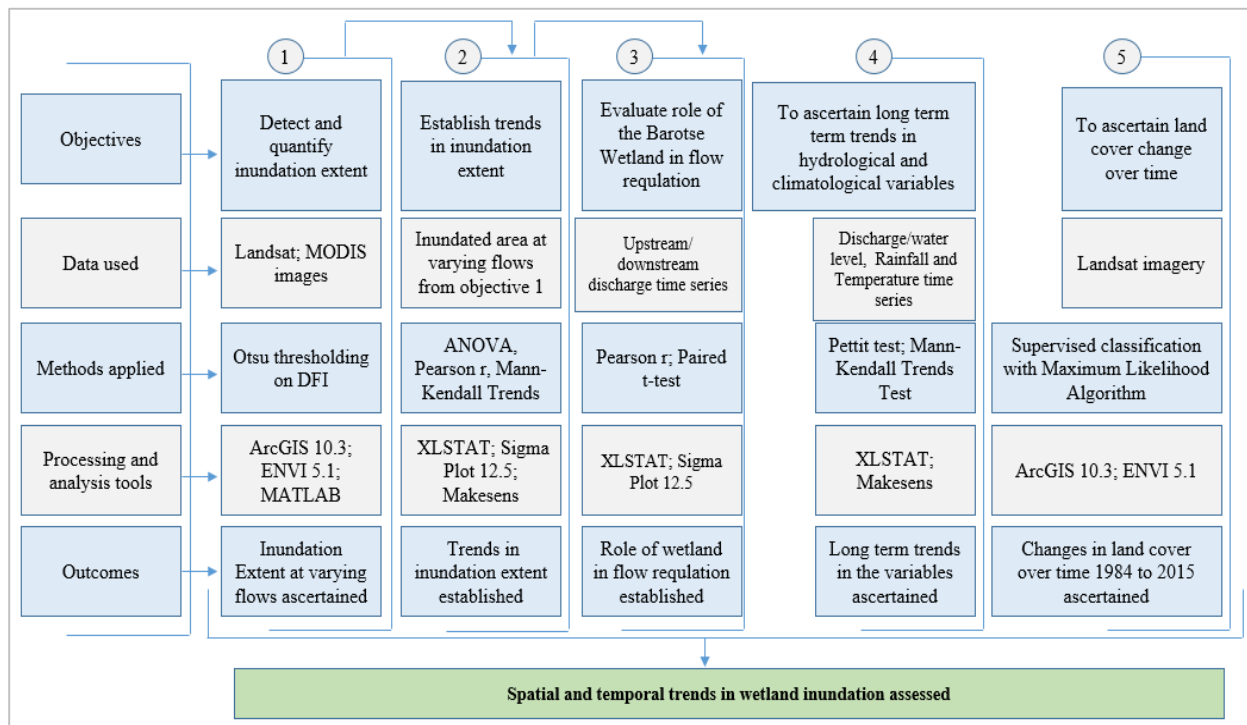 1
2
3
4
5
Objectives
Detect and
quantify
inundation extent
Establish trends
in inundation
extent
Evaluate role of
the Barotse
Wetland in flow
requlation
To ascertain long term
term trends in
hydrological and
climatological variables
To ascertain land
cover change
over time
Data used
Landsat; MODIS
images
Inundated area at
varying flows
from objective 1
Upstream/
downstream
discharge time series
Discharge/water
level, Rainfall and
Temperature time
series
Landsat imagery
Methods applied
Otsu thresholding
on DFI
ANOVA,
Pearson r, Mann-
Kendall Trends
Pearson r; Paired
t-test
Pettit test; Mann-
Kendall Trends
Test
Supervised classification
with Maximum Likelihood
Algorithm
Processing and
analysis tools
ArcGIS 10.3;
ENVI 5.1;
MATLAB
XLSTAT; Sigma
Plot 12.5;
Makesens
XLSTAT; Sigma
Plot 12.5
XLSTAT;
Makesens
ArcGIS 10.3; ENVI 5.1
Outcomes
Inundation
Extent at varying
flows ascertained
Trends in
inundation extent
established
Role of wetland
in flow requlation
established
Long term trends
in the variables
ascertained
Changes in land cover
over time 1984 to 2015
ascertained
Spatial and temporal trends in wetland inundation assessed